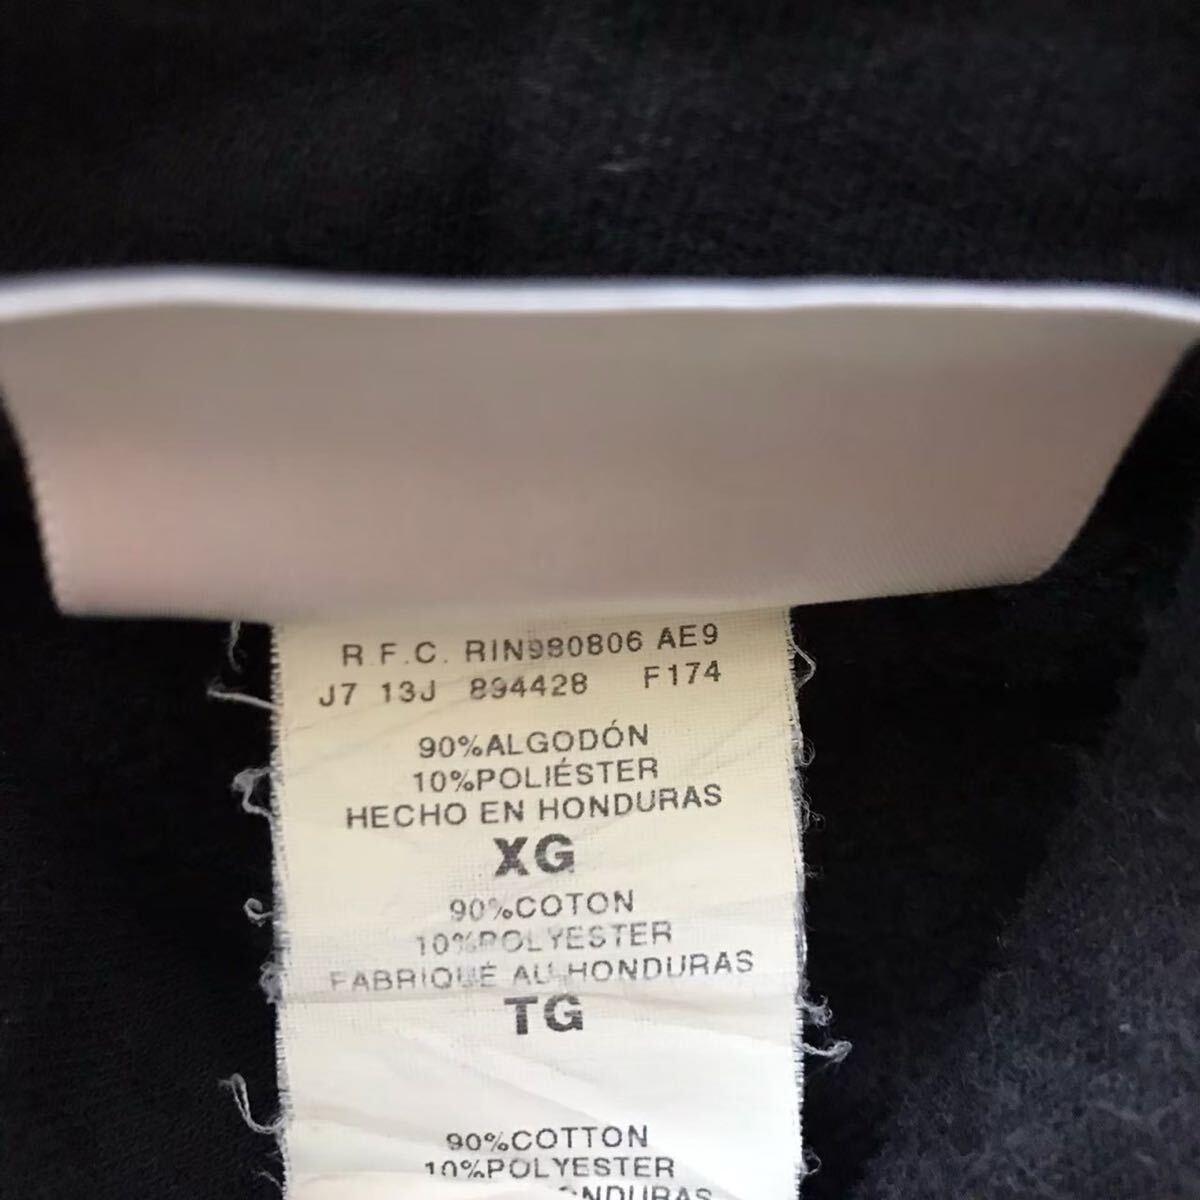 R.F.C. RIN980806 AE9
J7 13J 894428 F174
90%ALGODÓN
10%POLIÉSTER
HECHO EN HONDURAS
XG
90%COTON
10%POLYESTER
FABRIQUÉ AU HONDURAS
TG
90%COTTON
10%POLYESTER
HONDURAS